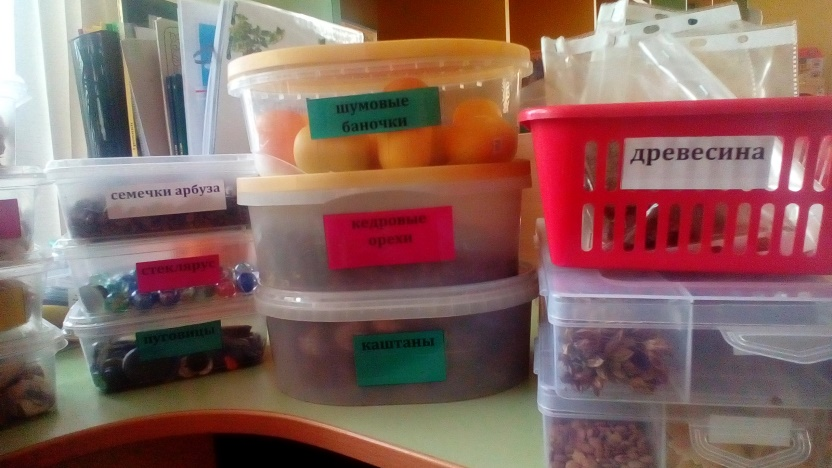 семечки арбуза
стеклярус
пуговицы
шумовые
баночки
кедровые
орехи
каштаны
древесина